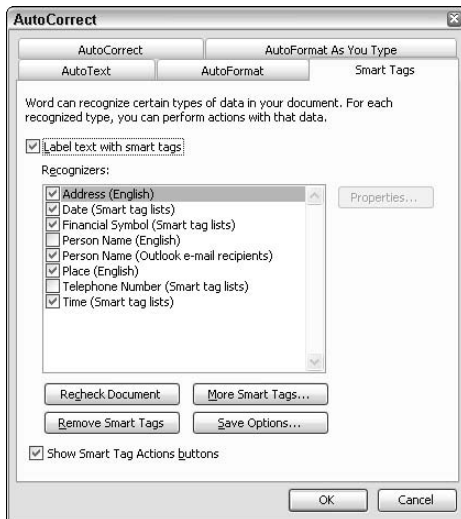 AutoCorrect
AutoCorrect AutoFormat As You Type
AutoText AutoFormat Smart Tags
Word can recognize certain types of data in your document. For each
recognized type, you can perform actions with that data.
Label text with smart tags
Recognizers:
Address (English)
Date (Smart tag lists)
Financial Symbol (Smart tag lists)
Person Name (English)
Person Name (Outlook e-mail recipients)
Place (English)
Telephone Number (Smart tag lists)
Time (Smart tag lists)
Properties...
Recheck Document More Smart Tags...
Remove Smart Tags Save Options...
Show Smart Tag Actions buttons
OK Cancel